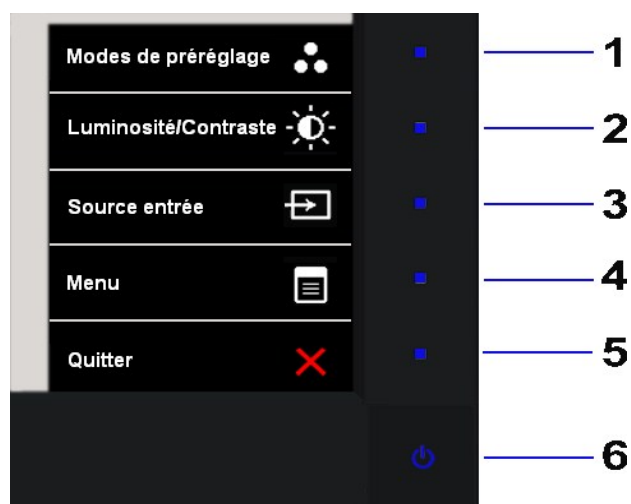 Modes de préréglage 1
Luminosité/Contraste 2
Source entrée 3
Menu 4
Quitter 5
6